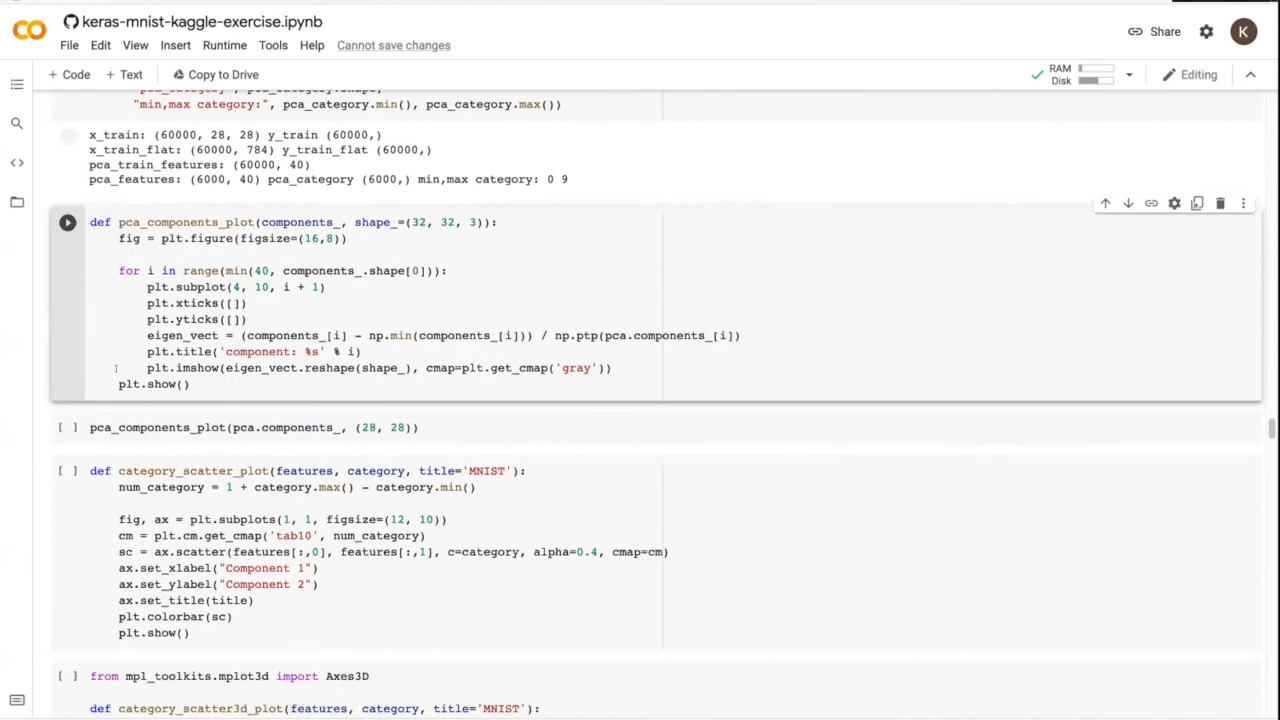 keras-mnist-kaggle-exercise.ipynb
File Edit View Insert Runtime Tools Help Cannot save changes
Share
K
+ Code + Text Copy to Drive
RAM
Disk
Editing
"min,max category:", pca_category.min(), pca_category.max())
x_train: (60000, 28, 28) y_train (60000,)
x_train_flat: (60000, 784) y_train_flat (60000,)
pca_train_features: (60000, 40)
pca_features: (6000, 40) pca_category (6000,) min,max category: 0 9
def pca_components_plot(components_, shape_=(32, 32, 3)):
fig = plt.figure(figsize=(16,8))
for i in range(min(40, components_.shape[0])):
plt.subplot(4, 10, i + 1)
plt.xticks([])
plt.yticks([])
eigen_vect = (components_[i] - np.min(components_[i])) / np.ptp(pca.components_[i])
plt.title('component: %s' % i)
plt.imshow(eigen_vect.reshape(shape_), cmap=plt.get_cmap('gray'))
plt.show()
[ ] pca_components_plot(pca.components_, (28, 28))
[ ] def category_scatter_plot(features, category, title='MNIST'):
num_category = 1 + category.max() - category.min()
fig, ax = plt.subplots(1, 1, figsize=(12, 10))
cm = plt.cm.get_cmap('tab10', num_category)
sc = ax.scatter(features[:,0], features[:,1], c=category, alpha=0.4, cmap=cm)
ax.set_xlabel("Component 1")
ax.set_ylabel("Component 2")
ax.set_title(title)
plt.colorbar(sc)
plt.show()
[ ] from mpl_toolkits.mplot3d import Axes3D
def category_scatter3d_plot(features, category, title='MNIST'):